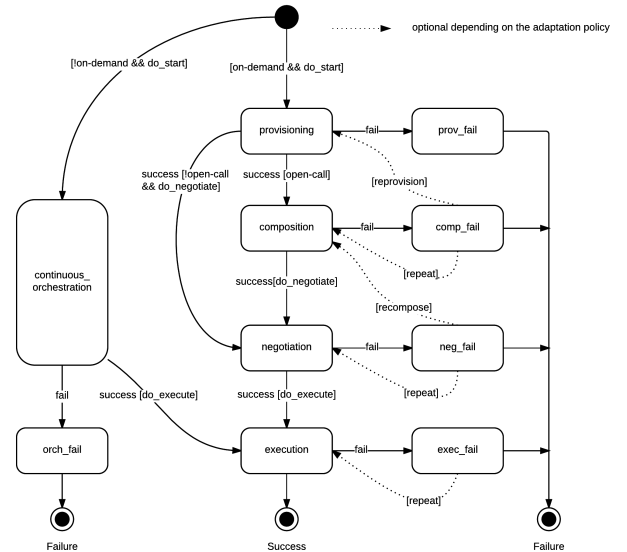 optional depending on the adaptation policy
[!on-demand && do_start]
[on-demand && do_start]
provisioning
fail
prov_fail
success [!open-call
&& do_negotiate]
success [open-call]
[reprovision]
composition
fail
comp_fail
continuous_
orchestration
[repeat]
success[do_negotiate]
[recompose]
negotiation
fail
neg_fail
fail
success [do_execute]
success [do_execute]
[repeat]
orch_fail
execution
fail
exec_fail
[repeat]
Failure
Success
Failure